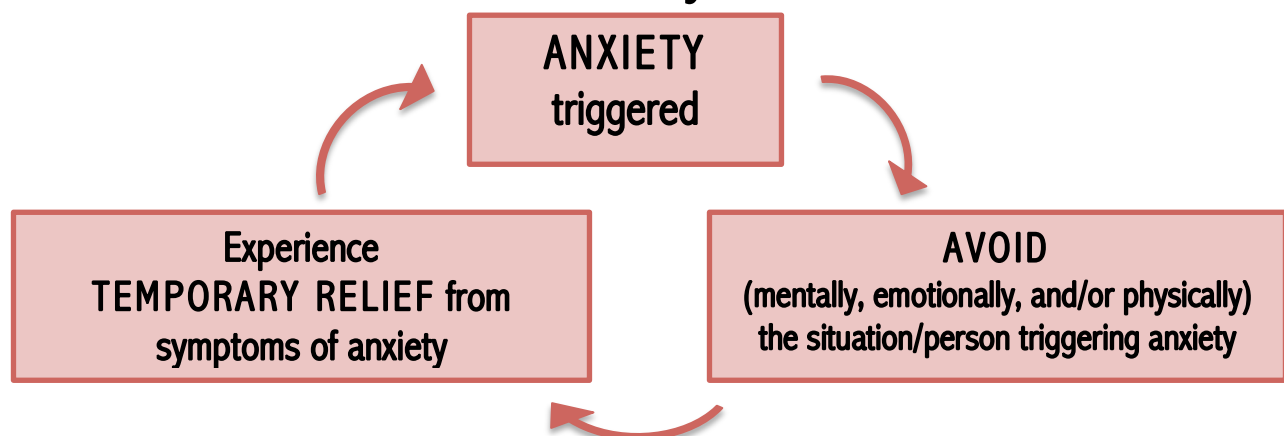 ANXIETY
triggered
Experience
TEMPORARY RELIEF from
symptoms of anxiety
AVOID
(mentally, emotionally, and/or physically)
the situation/person triggering anxiety